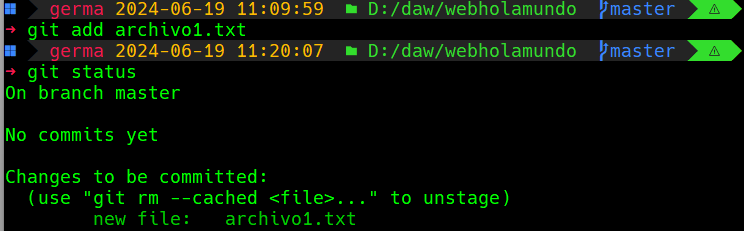 germa 2024-06-19 11:09:59 D:/daw/webholamundo master
→ git add archivo1.txt
germa 2024-06-19 11:20:07 D:/daw/webholamundo master
→ git status
On branch master
No commits yet
Changes to be committed:
(use "git rm --cached <file>..." to unstage)
new file: archivo1.txt